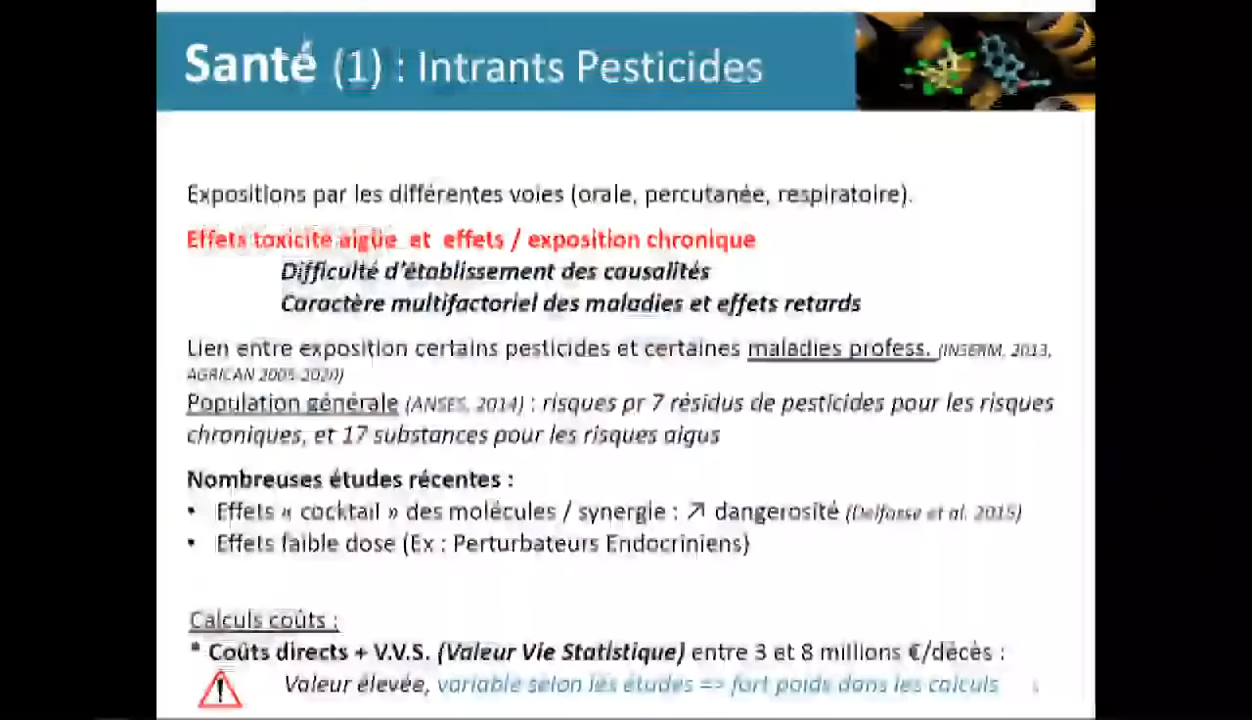 Santé (1) : Intrants Pesticides
Expositions par les différentes voies (orale, percutanée, respiratoire).
Effets toxicité aigüe et effets / exposition chronique
Difficulté d'établissement des causalités
Caractère multifactoriel des maladies et effets retards
Lien entre exposition certains pesticides et certaines maladies profess. (INSERM, 2013,
AGRICAN 2005-2020)
Population générale (ANSES, 2014) : risques pr 7 résidus de pesticides pour les risques
chroniques, et 17 substances pour les risques aigus
Nombreuses études récentes :
• Effets « cocktail » des molécules / synergie : ↗ dangerosité (Delfosse et al. 2015)
• Effets faible dose (Ex : Perturbateurs Endocriniens)
Calculs coûts :
* Coûts directs + V.V.S. (Valeur Vie Statistique) entre 3 et 8 millions €/décès :
Valeur élevée, variable selon les études => fort poids dans les calculs